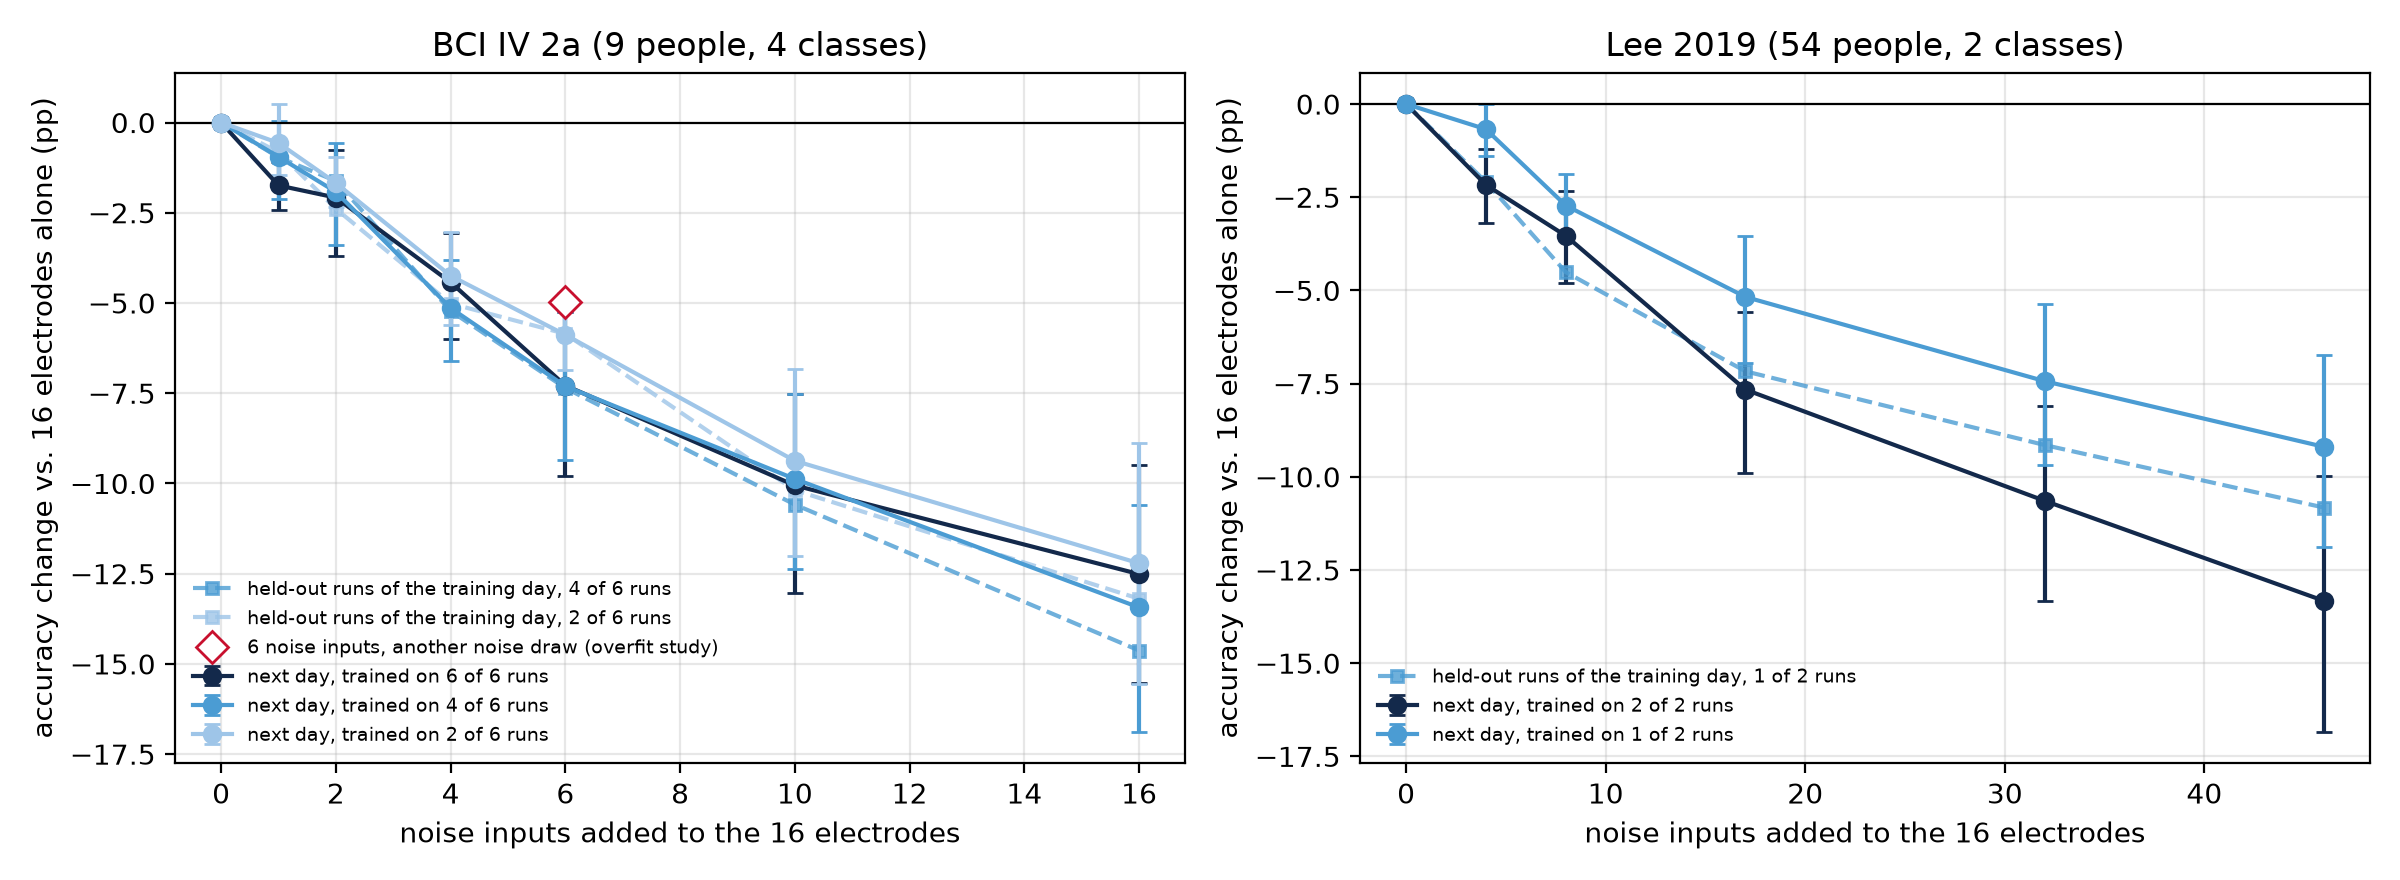 BCI IV 2a (9 people, 4 classes)
accuracy change vs. 16 electrodes alone (pp)
0.0
−2.5
−5.0
−7.5
−10.0
−12.5
−15.0
−17.5
held-out runs of the training day, 4 of 6 runs
held-out runs of the training day, 2 of 6 runs
6 noise inputs, another noise draw (overfit study)
next day, trained on 6 of 6 runs
next day, trained on 4 of 6 runs
next day, trained on 2 of 6 runs
0 2 4 6 8 10 12 14 16
noise inputs added to the 16 electrodes
Lee 2019 (54 people, 2 classes)
accuracy change vs. 16 electrodes alone (pp)
0.0
−2.5
−5.0
−7.5
−10.0
−12.5
−15.0
−17.5
held-out runs of the training day, 1 of 2 runs
next day, trained on 2 of 2 runs
next day, trained on 1 of 2 runs
0 10 20 30 40
noise inputs added to the 16 electrodes